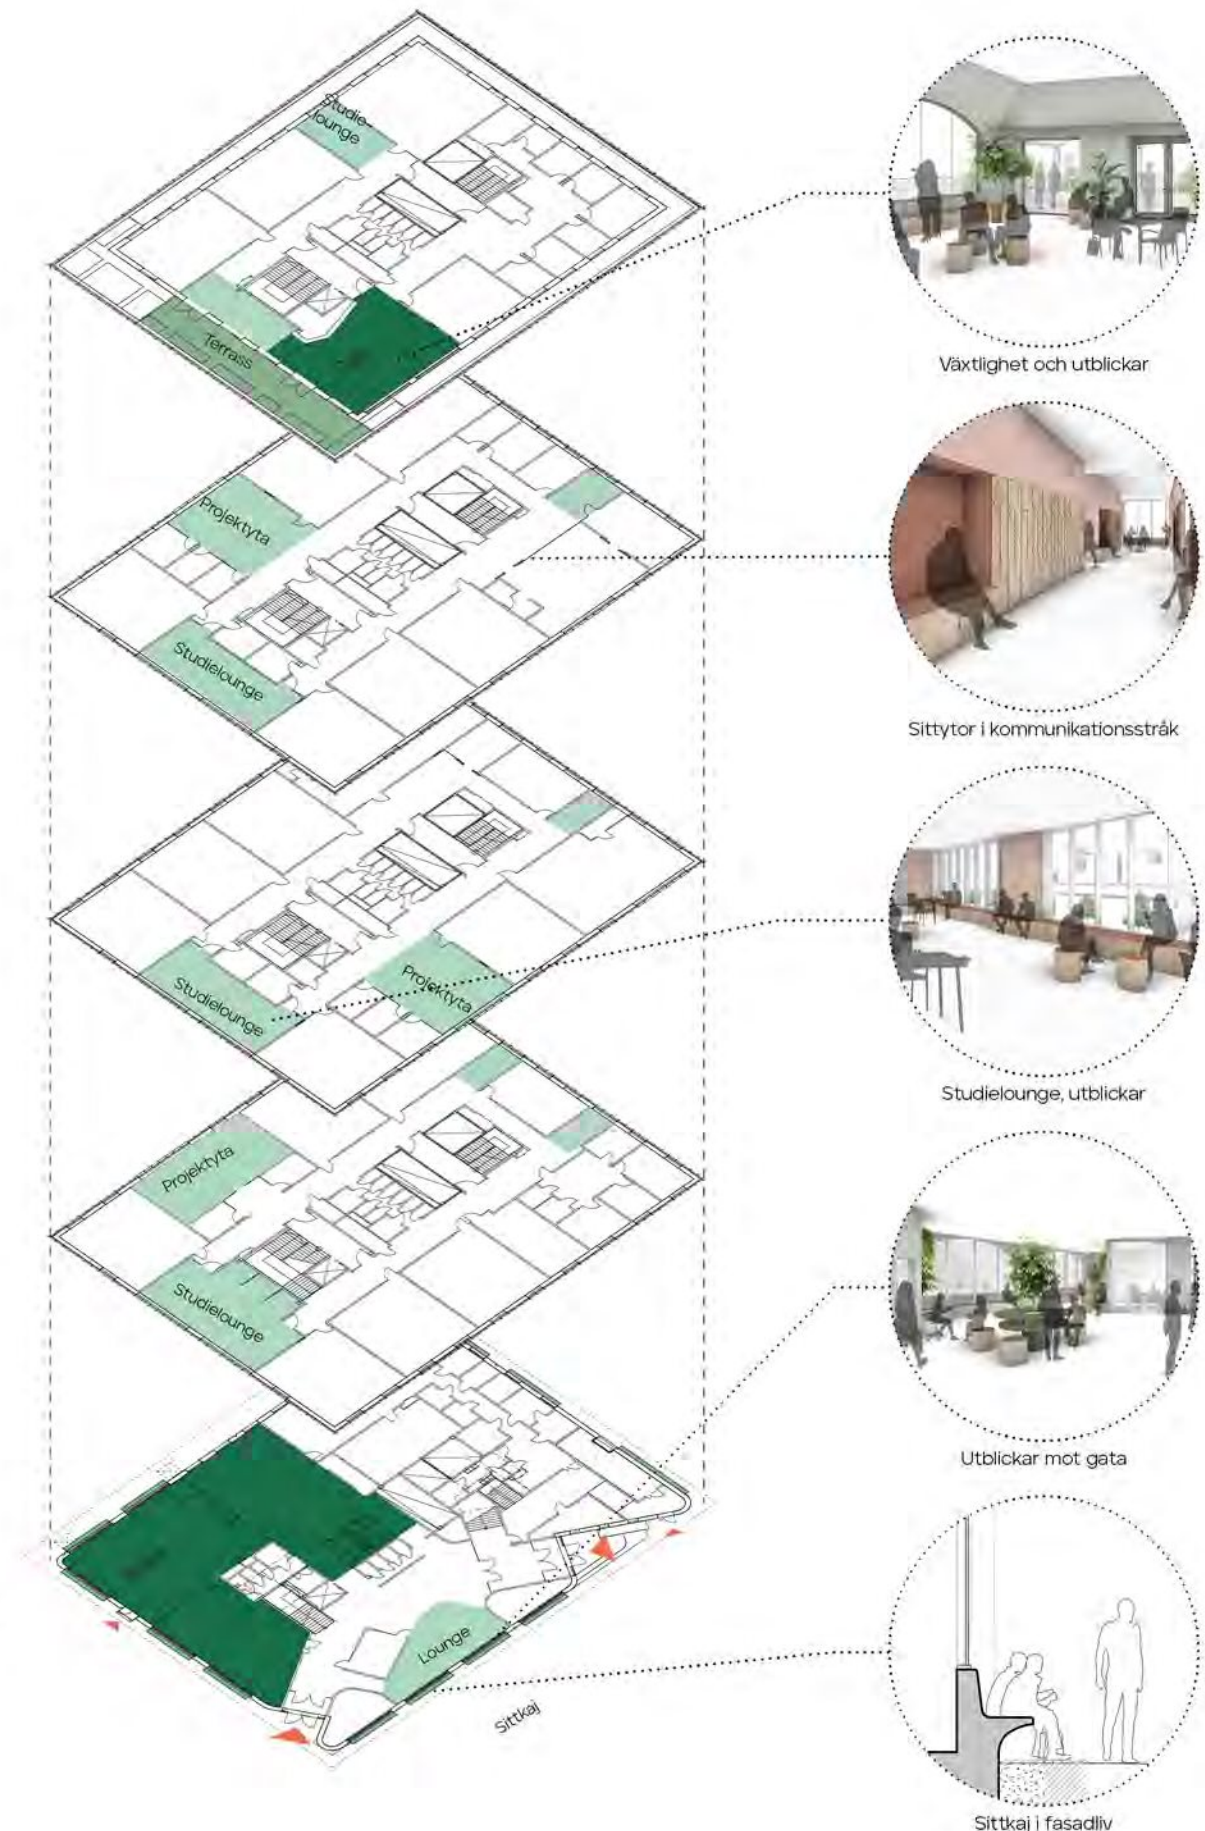 Studie-
lounge
Terrass
Växtlighet och utblickar
Projektyta
Studielounge
Sittytor i kommunikationsstråk
Studielounge
Projektyta
Studielounge, utblickar
Projektyta
Studielounge
Utblickar mot gata
Lounge
Sittkaj
Sittkaj i fasadliv